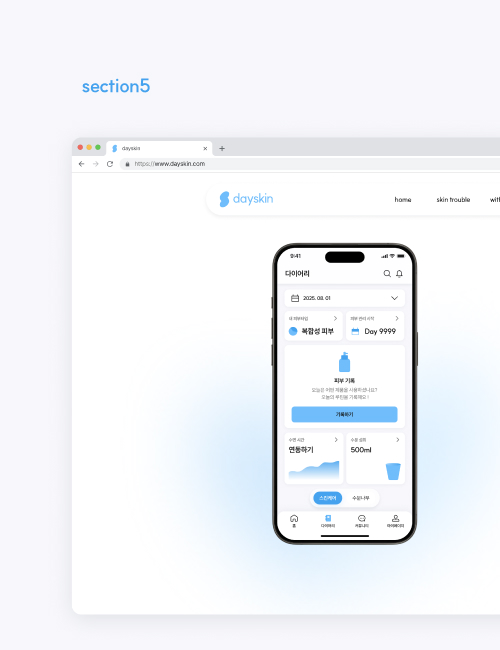 section5
dayskin
https://www.dayskin.com
dayskin
home
skin trouble
with
9:41
다이어리
2025. 08. 01
내 피부타입
복합성 피부
피부 관리 시작
Day 9999
피부 기록
오늘은 어떤 제품을 사용하셨나요?
오늘의 루틴을 기록해요 !
기록하기
수면 시간
연동하기
수분 섭취
500ml
스킨케어
수분나무
홈
다이어리
커뮤니티
마이페이지